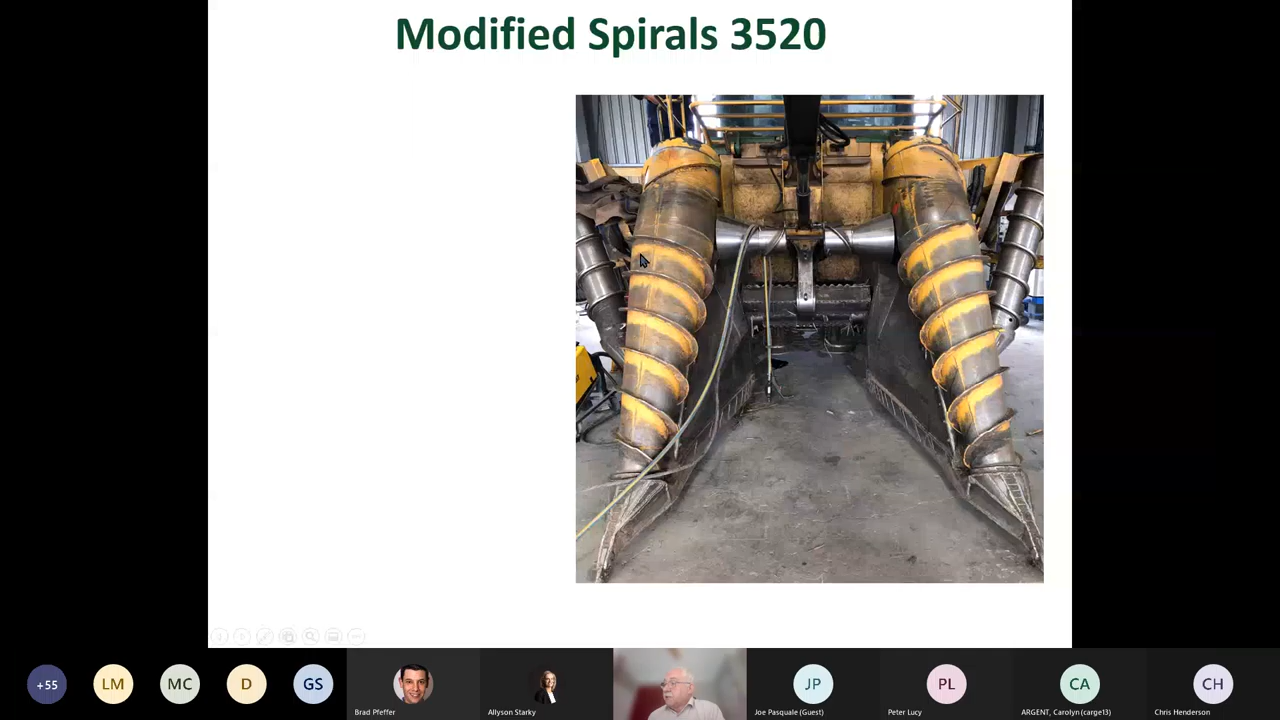 Modified Spirals 3520
+55
LM
MC
D
GS
Brad Pfeffer
Allyson Starky
JP
Joe Pasquale (Guest)
PL
Peter Lucy
CA
ARGENT, Carolyn (carge13)
CH
Chris Henderson